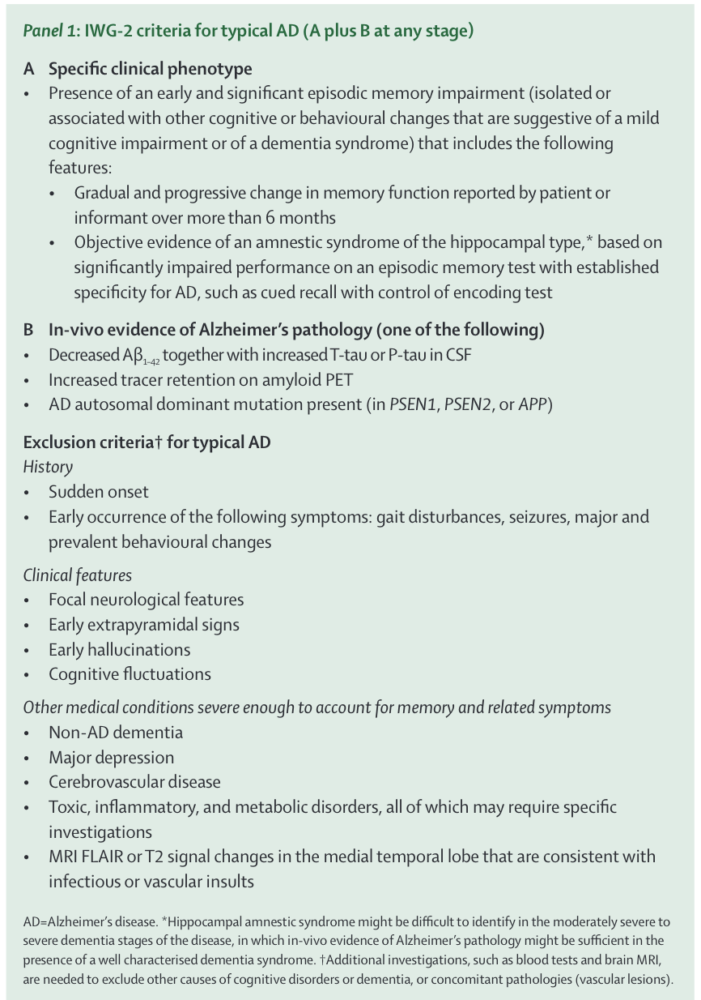 Panel 1: IWG-2 criteria for typical AD (A plus B at any stage)
A Specific clinical phenotype
• Presence of an early and significant episodic memory impairment (isolated or
associated with other cognitive or behavioural changes that are suggestive of a mild
cognitive impairment or of a dementia syndrome) that includes the following
features:
• Gradual and progressive change in memory function reported by patient or
informant over more than 6 months
• Objective evidence of an amnestic syndrome of the hippocampal type,* based on
significantly impaired performance on an episodic memory test with established
specificity for AD, such as cued recall with control of encoding test
B In-vivo evidence of Alzheimer’s pathology (one of the following)
• Decreased Aβ1–42 together with increased T-tau or P-tau in CSF
• Increased tracer retention on amyloid PET
• AD autosomal dominant mutation present (in PSEN1, PSEN2, or APP)
Exclusion criteria† for typical AD
History
• Sudden onset
• Early occurrence of the following symptoms: gait disturbances, seizures, major and
prevalent behavioural changes
Clinical features
• Focal neurological features
• Early extrapyramidal signs
• Early hallucinations
• Cognitive fluctuations
Other medical conditions severe enough to account for memory and related symptoms
• Non-AD dementia
• Major depression
• Cerebrovascular disease
• Toxic, inflammatory, and metabolic disorders, all of which may require specific
investigations
• MRI FLAIR or T2 signal changes in the medial temporal lobe that are consistent with
infectious or vascular insults
AD=Alzheimer’s disease. *Hippocampal amnestic syndrome might be difficult to identify in the moderately severe to
severe dementia stages of the disease, in which in-vivo evidence of Alzheimer’s pathology might be sufficient in the
presence of a well characterised dementia syndrome. †Additional investigations, such as blood tests and brain MRI,
are needed to exclude other causes of cognitive disorders or dementia, or concomitant pathologies (vascular lesions).